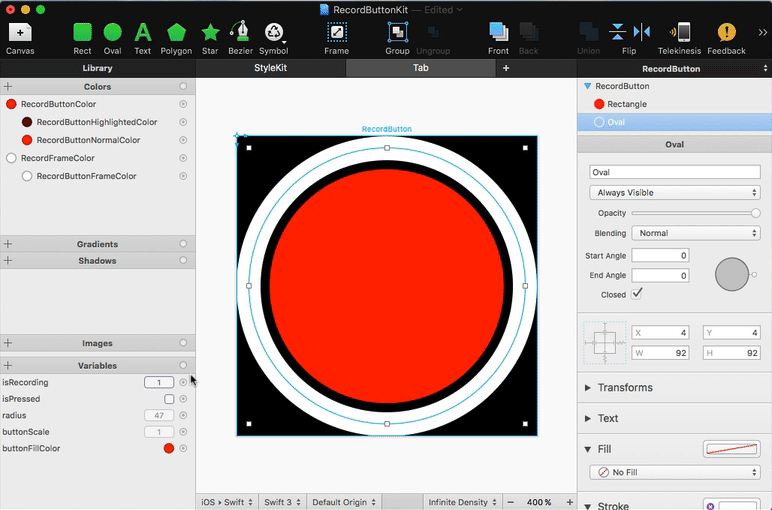 RecordButtonKit — Edited
Canvas Rect Oval Text Polygon Star Bezier Symbol Frame Group Ungroup Front Back Union Flip Telekinesis Feedback
Library StyleKit Tab + RecordButton
Colors
RecordButtonColor
RecordButtonHighlightedColor
RecordButtonNormalColor
RecordFrameColor
RecordButtonFrameColor
Gradients
Shadows
Images
Variables
isRecording 1
isPressed
radius 47
buttonScale 1
buttonFillColor
RecordButton
iOS ▸ Swift Swift 3 Default Origin Infinite Density − 400 % +
RecordButton
Rectangle
Oval
Oval
Oval
Always Visible
Opacity
Blending Normal
Start Angle 0
End Angle 0
Closed
X 4 Y 4
W 92 H 92
Transforms
Text
Fill
No Fill
Stroke